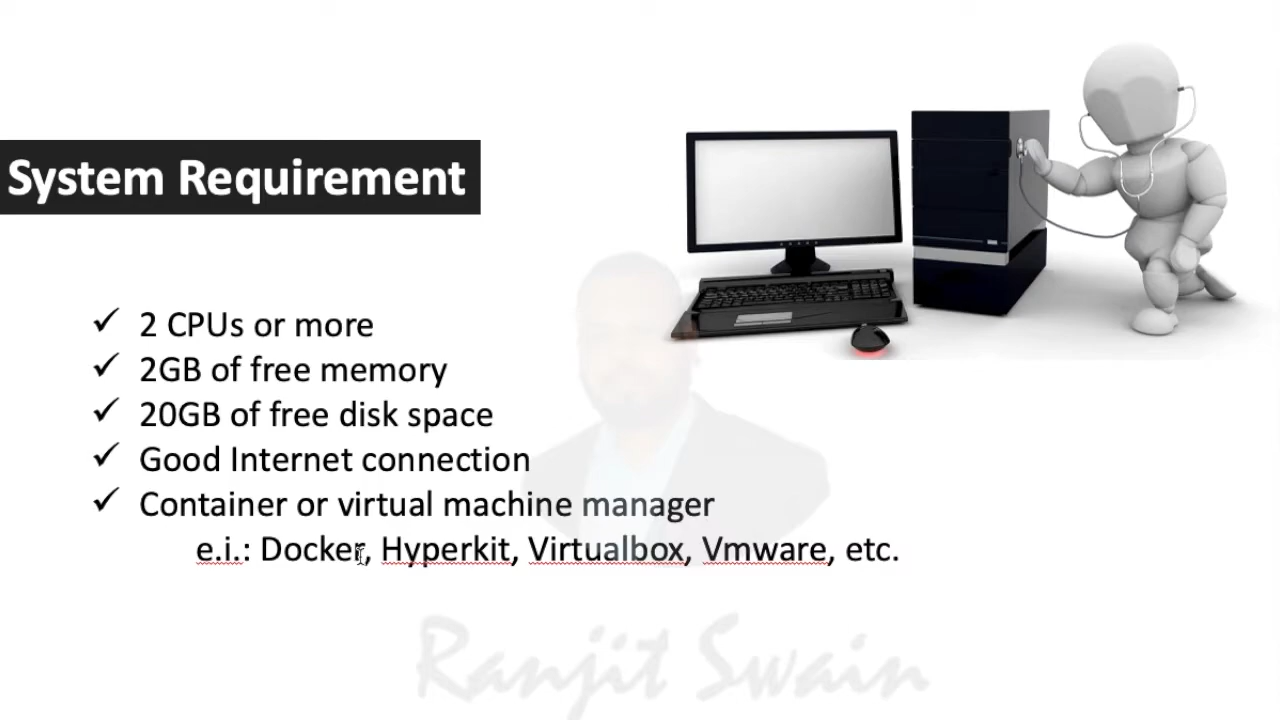 System Requirement
✓ 2 CPUs or more
✓ 2GB of free memory
✓ 20GB of free disk space
✓ Good Internet connection
✓ Container or virtual machine manager
e.i.: Docker, Hyperkit, Virtualbox, Vmware, etc.
Ranjit Swain